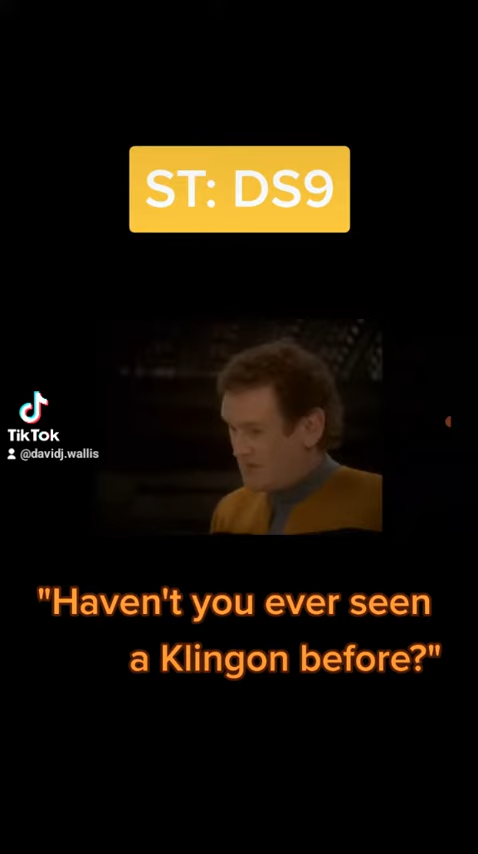 ST: DS9
TikTok
@davidj.wallis
"Haven't you ever seen
a Klingon before?"